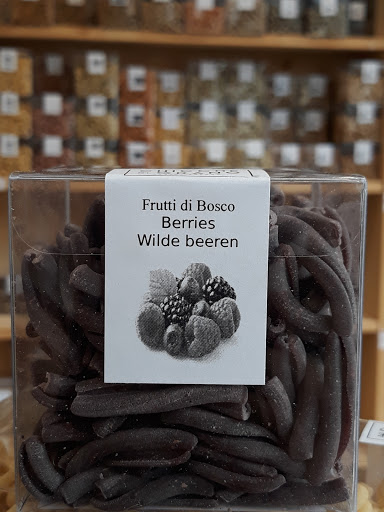 Frutti di Bosco
Berries
Wilde beeren